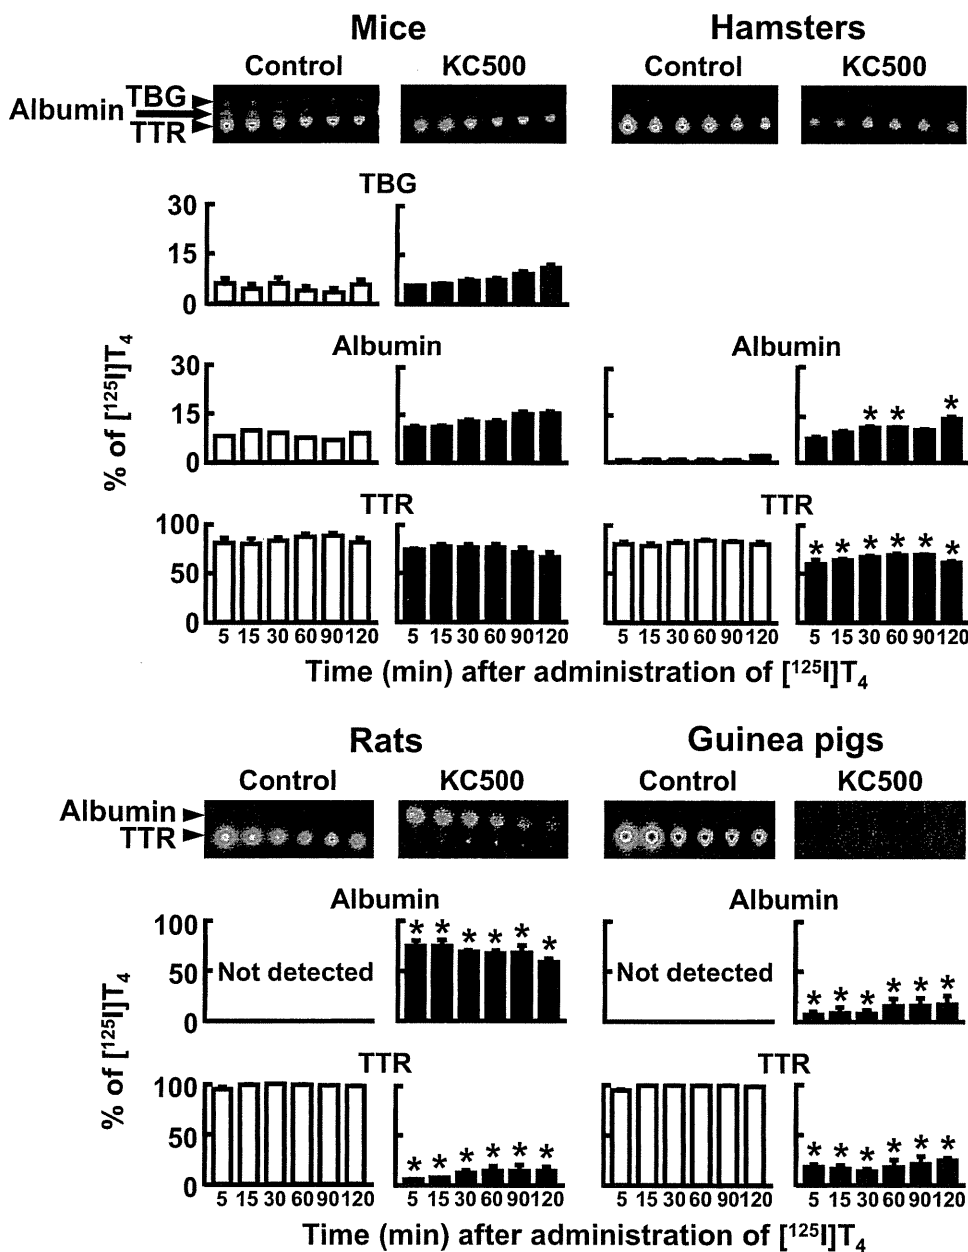 Mice Hamsters
Control KC500 Control KC500
TBG
Albumin
TTR
TBG
30
15
0
Albumin Albumin
30
15
0
% of [¹²⁵I]T₄
TTR TTR
* * * *
* * * * * *
100
50
0
5 15 30 60 90 120 5 15 30 60 90 120 5 15 30 60 90 120 5 15 30 60 90 120
Time (min) after administration of [¹²⁵I]T₄
Rats Guinea pigs
Control KC500 Control KC500
Albumin
TTR
Albumin Albumin
100
50
0
Not detected * * * * * * Not detected * * * * * *
% of [¹²⁵I]T₄
TTR TTR
100
50
0
* * * * * * * * * * * *
5 15 30 60 90 120 5 15 30 60 90 120 5 15 30 60 90 120 5 15 30 60 90 120
Time (min) after administration of [¹²⁵I]T₄